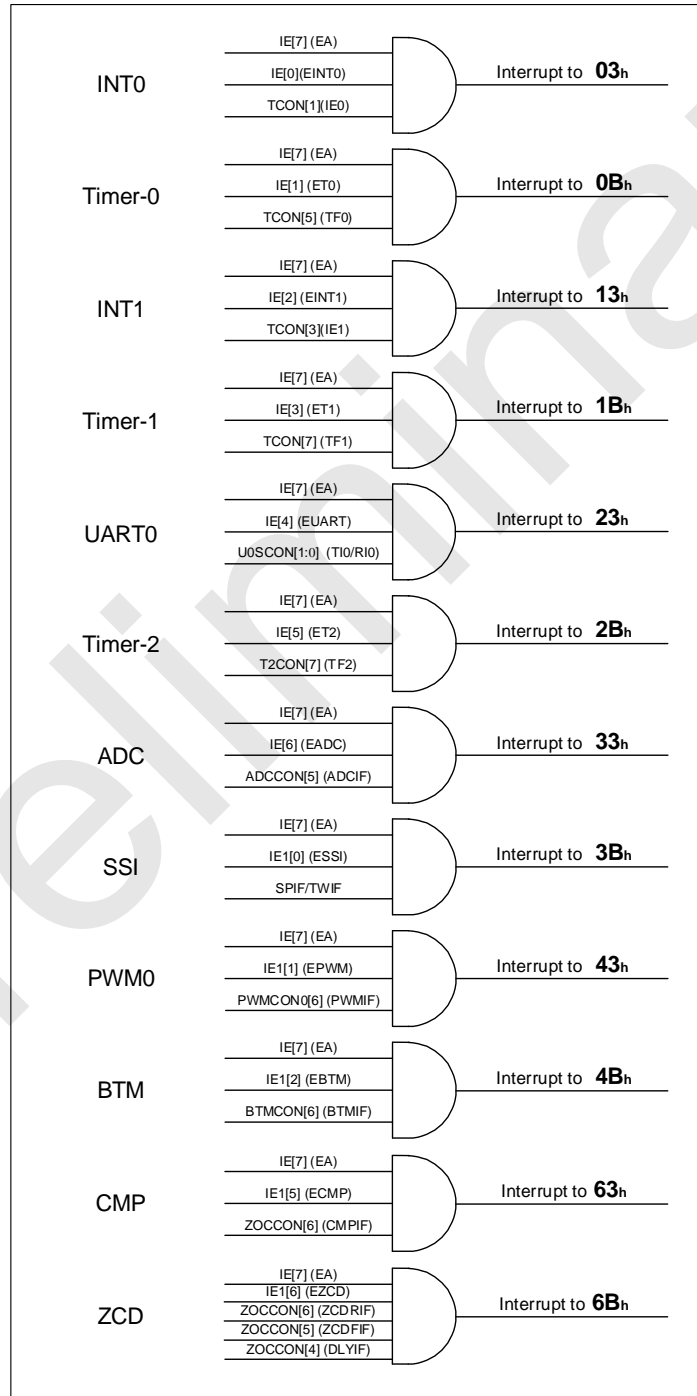 IE[7] (EA)
INT0
IE[0](EINT0)
Interrupt to 03h
TCON[1](IE0)
IE[7] (EA)
Timer-0
IE[1] (ET0)
Interrupt to 0Bh
TCON[5] (TF0)
IE[7] (EA)
INT1
IE[2] (EINT1)
Interrupt to 13h
TCON[3](IE1)
IE[7] (EA)
Timer-1
IE[3] (ET1)
Interrupt to 1Bh
TCON[7] (TF1)
IE[7] (EA)
UART0
IE[4] (EUART)
Interrupt to 23h
U0SCON[1:0] (TI0/RI0)
IE[7] (EA)
Timer-2
IE[5] (ET2)
Interrupt to 2Bh
T2CON[7] (TF2)
IE[7] (EA)
ADC
IE[6] (EADC)
Interrupt to 33h
ADCCON[5] (ADCIF)
IE[7] (EA)
SSI
IE1[0] (ESSI)
Interrupt to 3Bh
SPIF/TWIF
IE[7] (EA)
PWM0
IE1[1] (EPWM)
Interrupt to 43h
PWMCON0[6] (PWMIF)
IE[7] (EA)
BTM
IE1[2] (EBTM)
Interrupt to 4Bh
BTMCON[6] (BTMIF)
IE[7] (EA)
CMP
IE1[5] (ECMP)
Interrupt to 63h
ZOCCON[6] (CMPIF)
IE[7] (EA)
IE1[6] (EZCD)
ZCD
ZOCCON[6] (ZCDRIF)
Interrupt to 6Bh
ZOCCON[5] (ZCDFIF)
ZOCCON[4] (DLYIF)
elimina